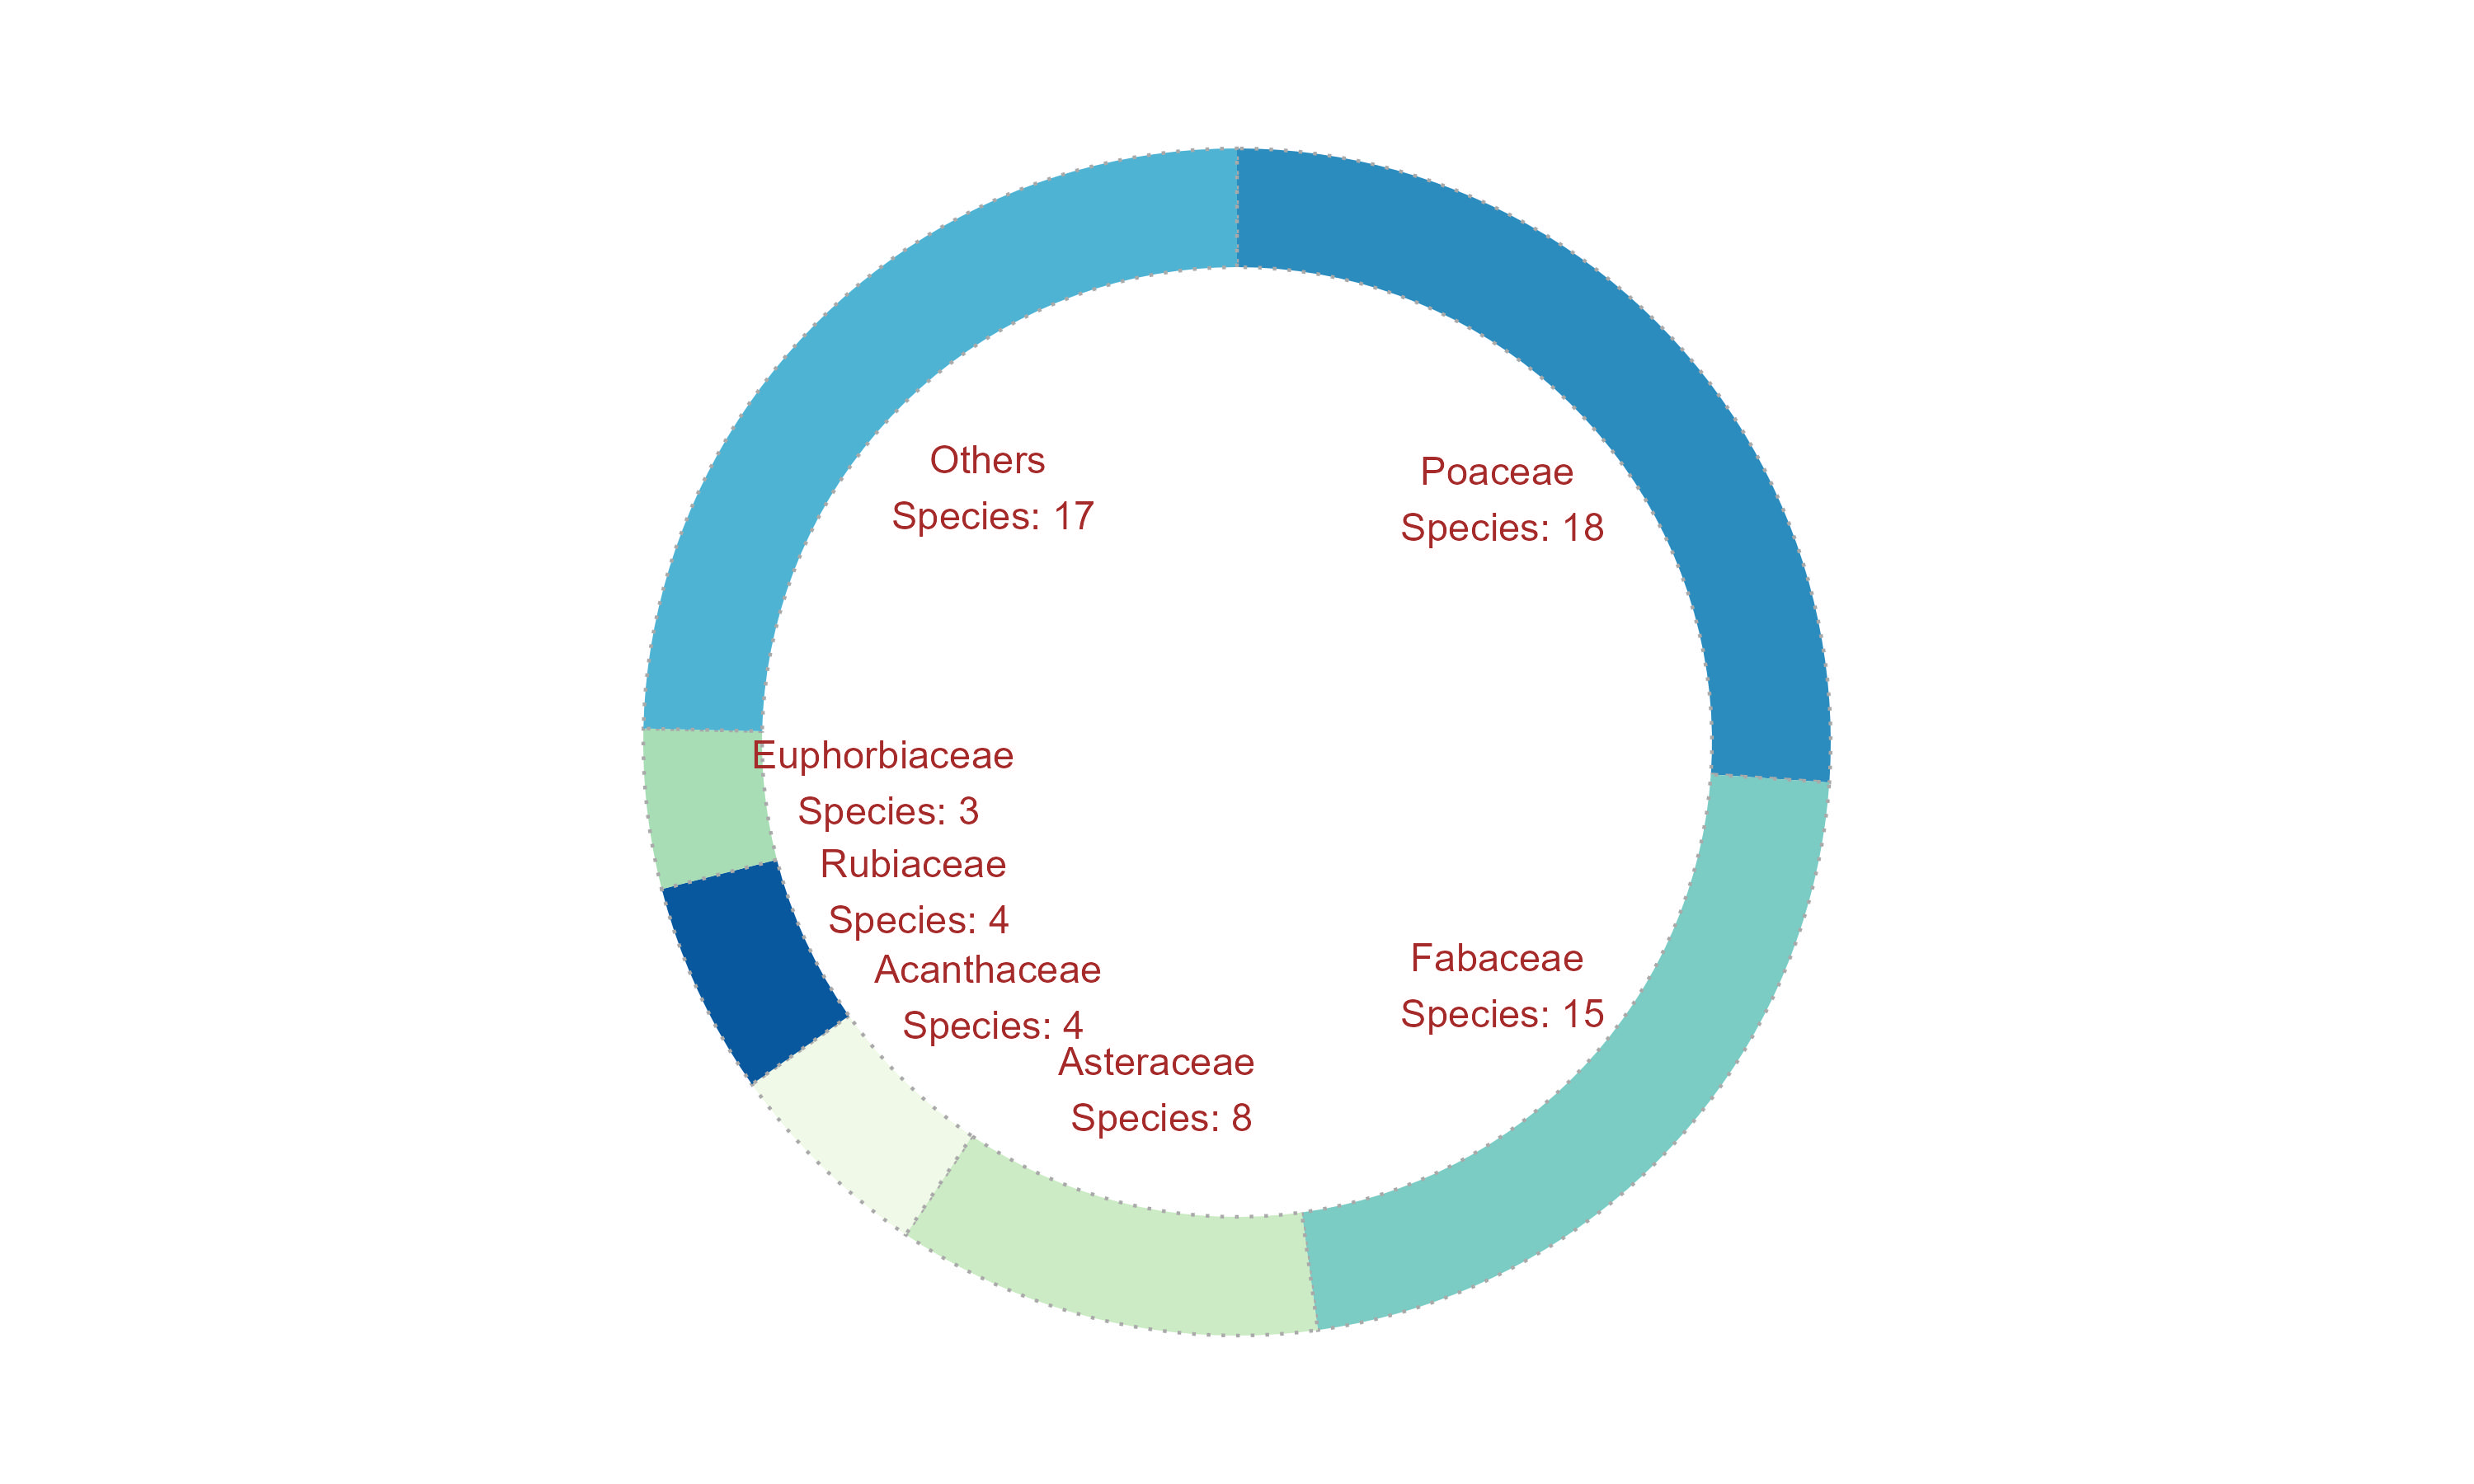 Others
Species: 17
Poaceae
Species: 18
Euphorbiaceae
Species: 3
Rubiaceae
Species: 4
Acanthaceae
Species: 4
Fabaceae
Species: 15
Asteraceae
Species: 8